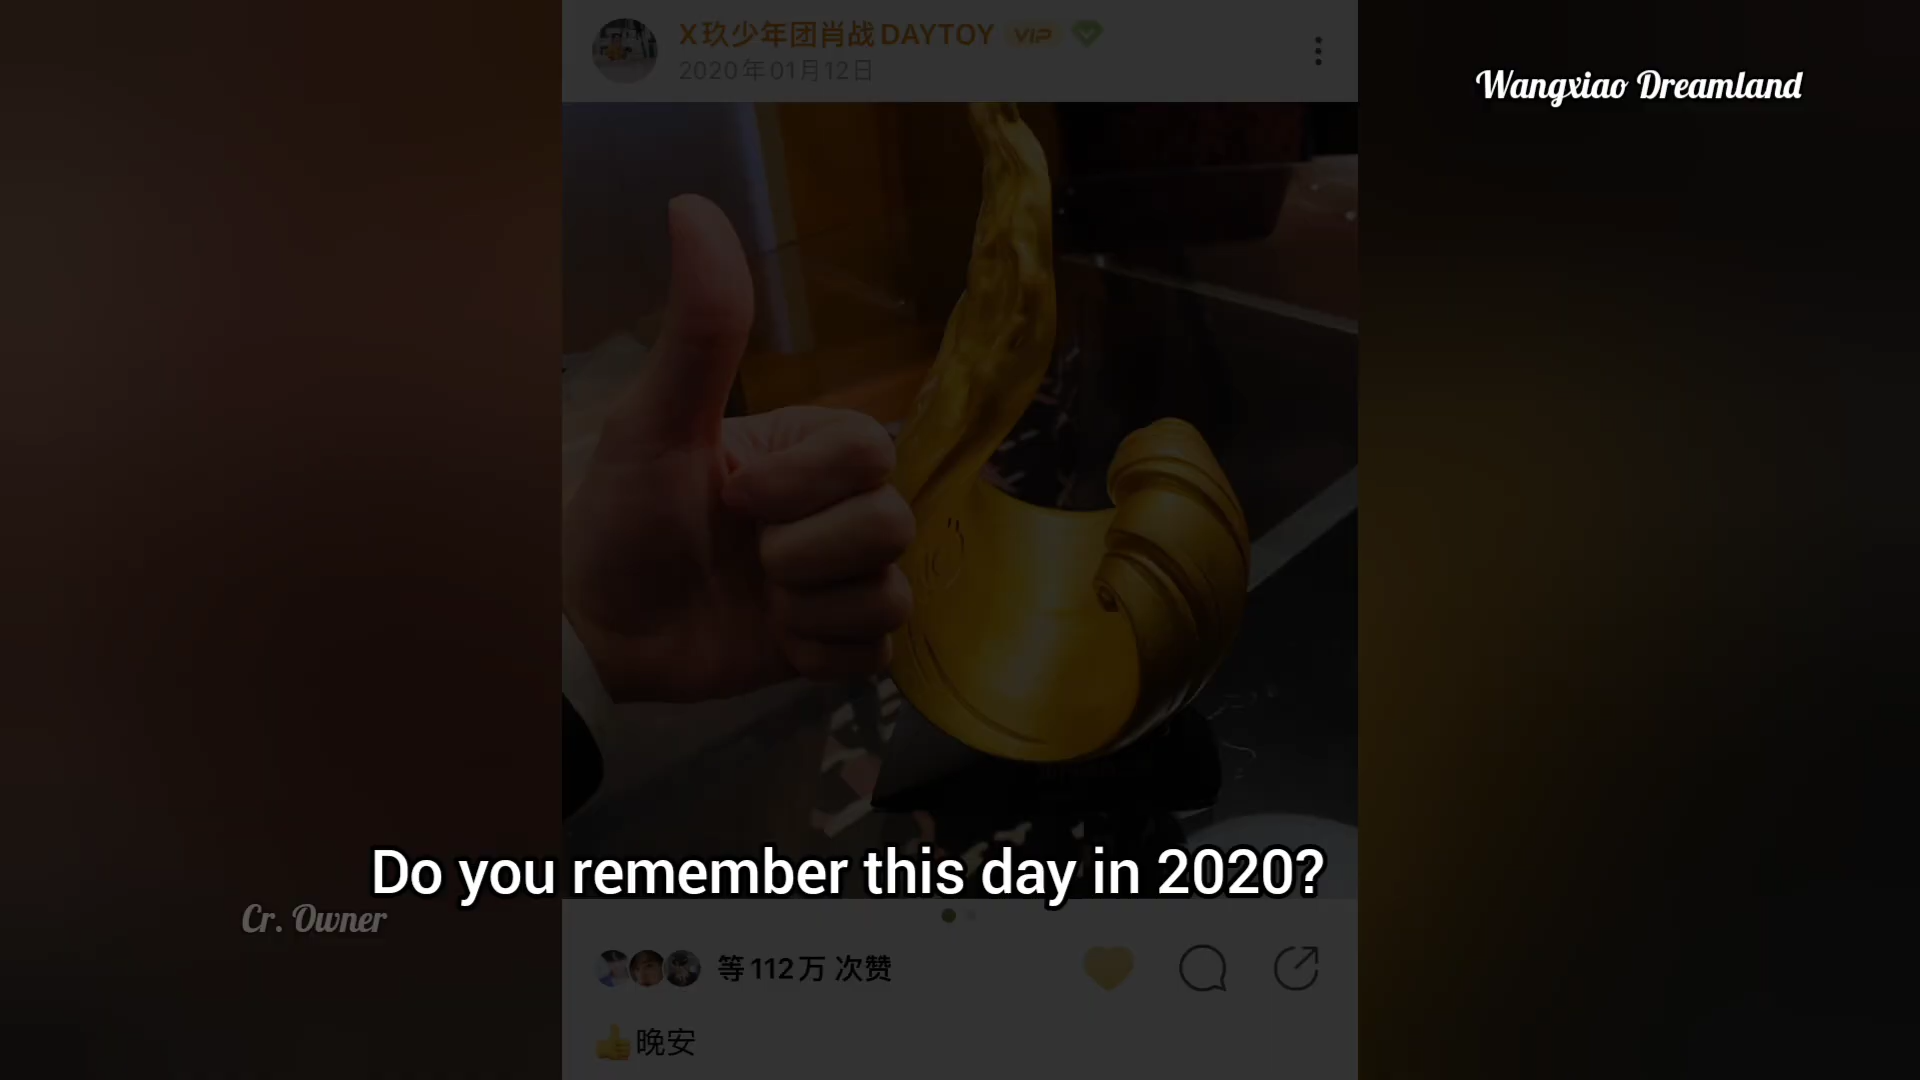 X玖少年团肖战DAYTOY VIP
2020年01月12日
Wangxiao Dreamland
Do you remember this day in 2020?
Cr. Owner
等112万 次赞
👍晚安